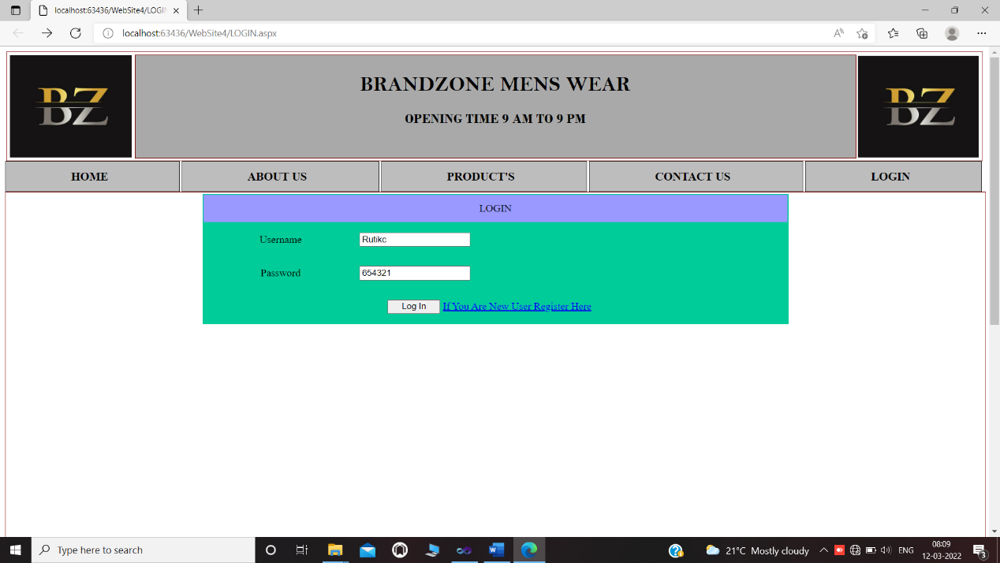 localhost:63436/WebSite4/LOGI
localhost:63436/WebSite4/LOGIN.aspx
BZ
BRANDZONE MENS WEAR
OPENING TIME 9 AM TO 9 PM
BZ
HOME ABOUT US PRODUCT'S CONTACT US LOGIN
LOGIN
Username Rutikc
Password 654321
Log In If You Are New User Register Here
Type here to search
21°C Mostly cloudy
ENG
08:09
12-03-2022
3